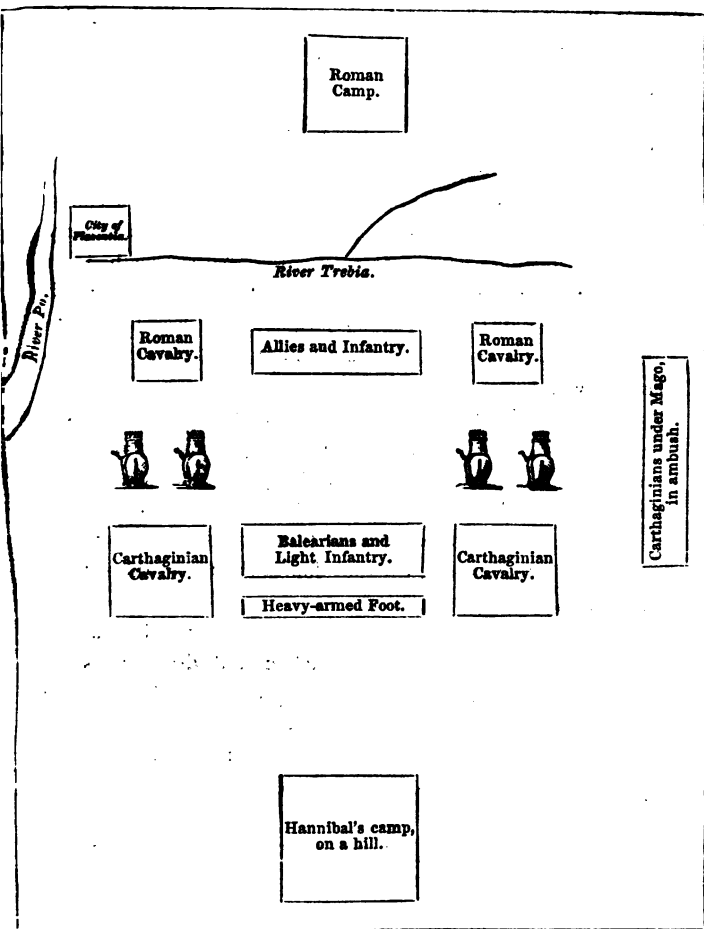 Roman
Camp.
City of
Placentia.
River Trebia.
River Po.
Roman
Cavalry.
Allies and Infantry.
Roman
Cavalry.
Carthaginians under Mago,
in ambush.
Carthaginian
Cavalry.
Balearians and
Light Infantry.
Carthaginian
Cavalry.
Heavy-armed Foot.
Hannibal's camp,
on a hill.